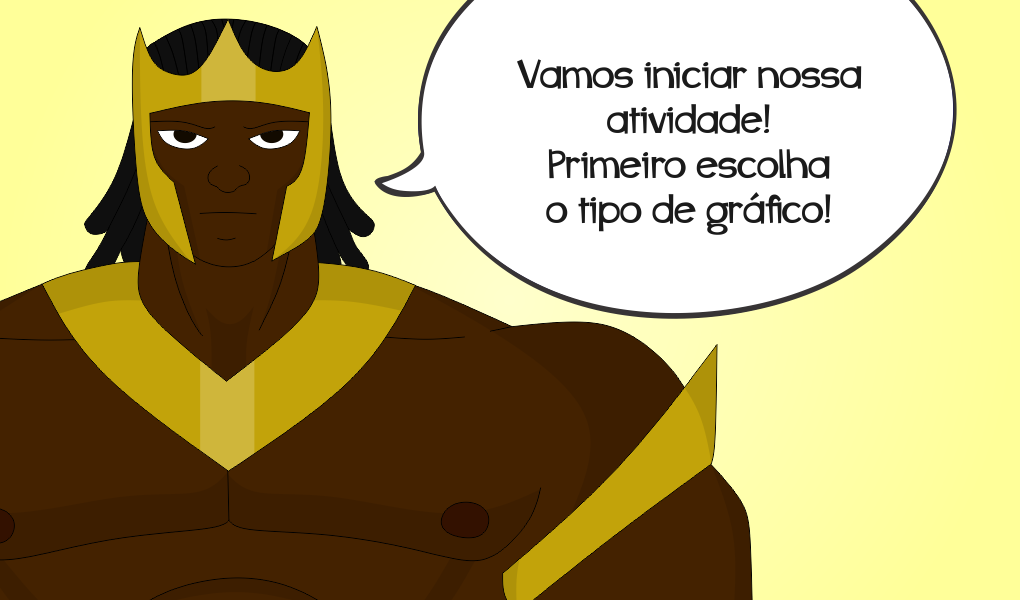 Vamos iniciar nossa
atividade!
Primeiro escolha
o tipo de gráfico!